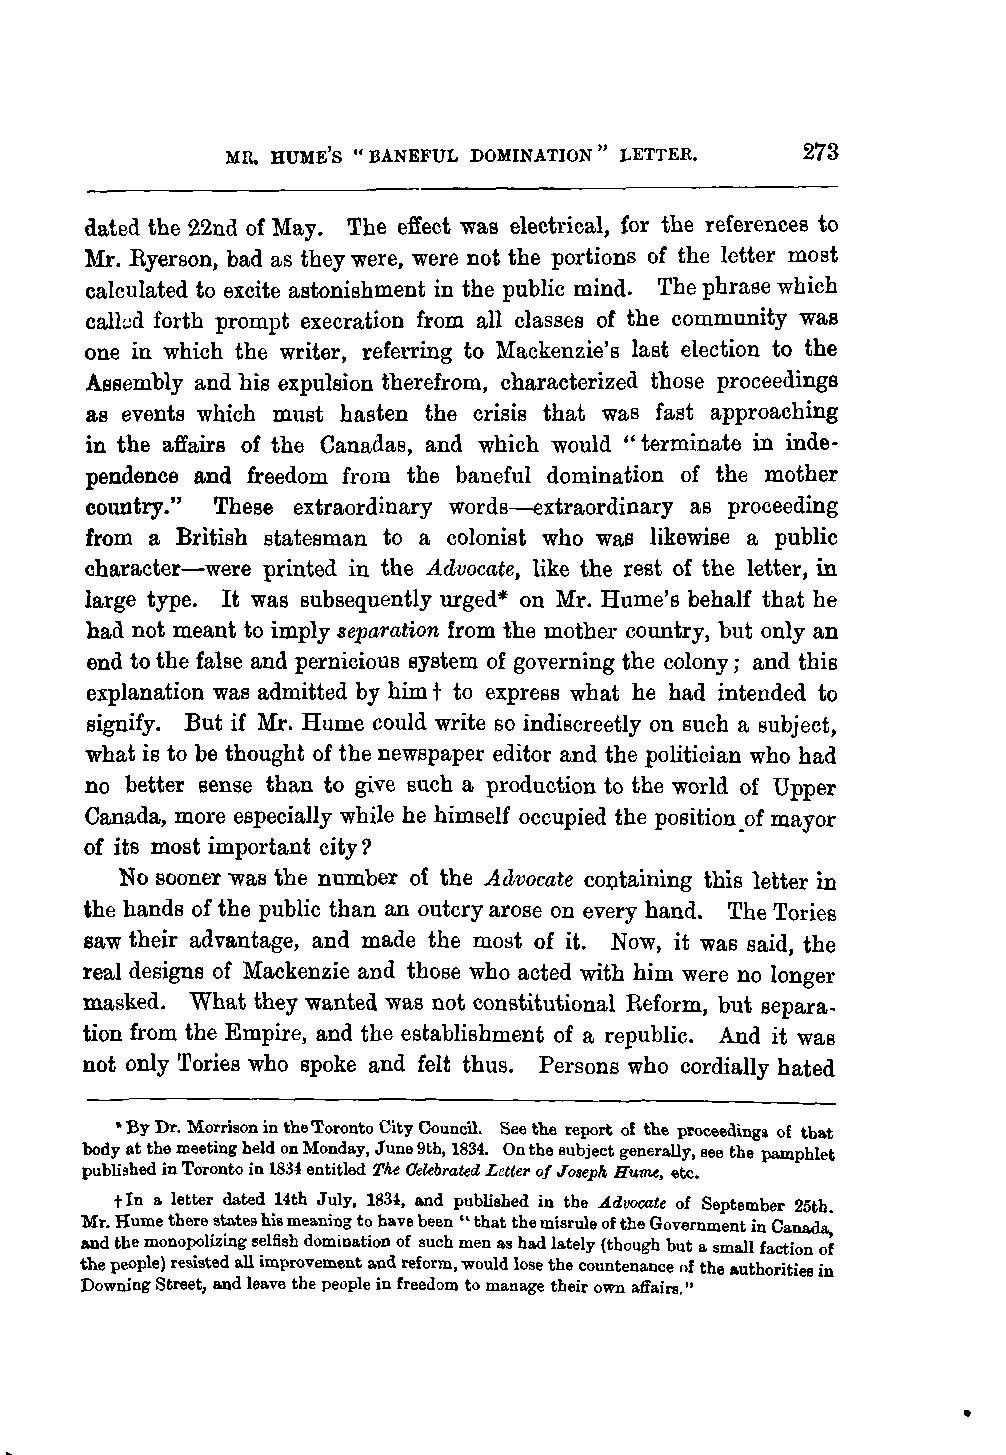 MR. HUME'S "BANEFUL DOMINATION" LETTER. 273
dated the 22nd of May. The effect was electrical, for the references to
Mr. Ryerson, bad as they were, were not the portions of the letter most
calculated to excite astonishment in the public mind. The phrase which
called forth prompt execration from all classes of the community was
one in which the writer, referring to Mackenzie's last election to the
Assembly and his expulsion therefrom, characterized those proceedings
as events which must hasten the crisis that was fast approaching
in the affairs of the Canadas, and which would "terminate in inde-
pendence and freedom from the baneful domination of the mother
country." These extraordinary words—extraordinary as proceeding
from a British statesman to a colonist who was likewise a public
character—were printed in the Advocate, like the rest of the letter, in
large type. It was subsequently urged* on Mr. Hume's behalf that he
had not meant to imply separation from the mother country, but only an
end to the false and pernicious system of governing the colony; and this
explanation was admitted by him† to express what he had intended to
signify. But if Mr. Hume could write so indiscreetly on such a subject,
what is to be thought of the newspaper editor and the politician who had
no better sense than to give such a production to the world of Upper
Canada, more especially while he himself occupied the position of mayor
of its most important city?
No sooner was the number of the Advocate containing this letter in
the hands of the public than an outcry arose on every hand. The Tories
saw their advantage, and made the most of it. Now, it was said, the
real designs of Mackenzie and those who acted with him were no longer
masked. What they wanted was not constitutional Reform, but separa-
tion from the Empire, and the establishment of a republic. And it was
not only Tories who spoke and felt thus. Persons who cordially hated
* By Dr. Morrison in the Toronto City Council. See the report of the proceedings of that
body at the meeting held on Monday, June 9th, 1834. On the subject generally, see the pamphlet
published in Toronto in 1834 entitled The Celebrated Letter of Joseph Hume, etc.
† In a letter dated 14th July, 1834, and published in the Advocate of September 25th.
Mr. Hume there states his meaning to have been "that the misrule of the Government in Canada,
and the monopolizing selfish domination of such men as had lately (though but a small faction of
the people) resisted all improvement and reform, would lose the countenance of the authorities in
Downing Street, and leave the people in freedom to manage their own affairs."